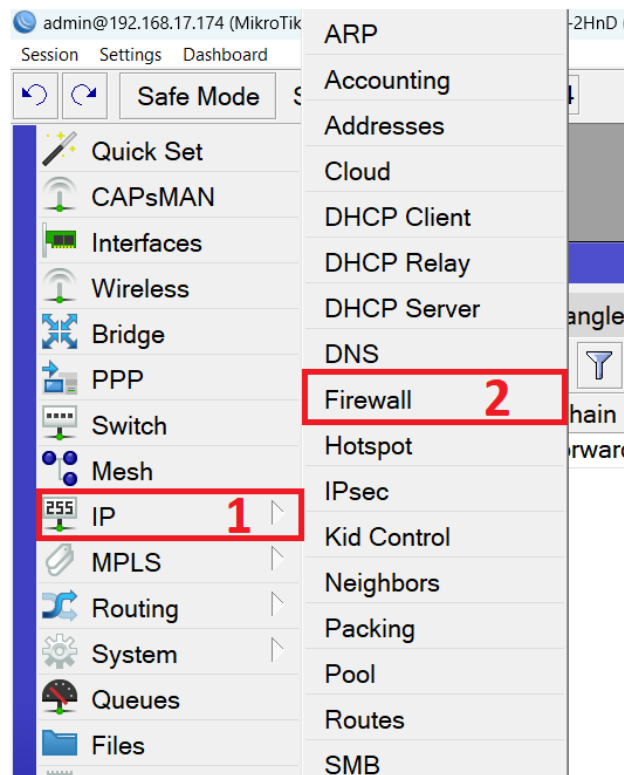 admin@192.168.17.174 (MikroTik
-2HnD (
Session Settings Dashboard
Safe Mode
Quick Set
CAPsMAN
Interfaces
Wireless
Bridge
PPP
Switch
Mesh
255 IP 1
MPLS
Routing
System
Queues
Files
ARP
Accounting
Addresses
Cloud
DHCP Client
DHCP Relay
DHCP Server
DNS
Firewall 2
Hotspot
IPsec
Kid Control
Neighbors
Packing
Pool
Routes
SMB
angle
hain
rward